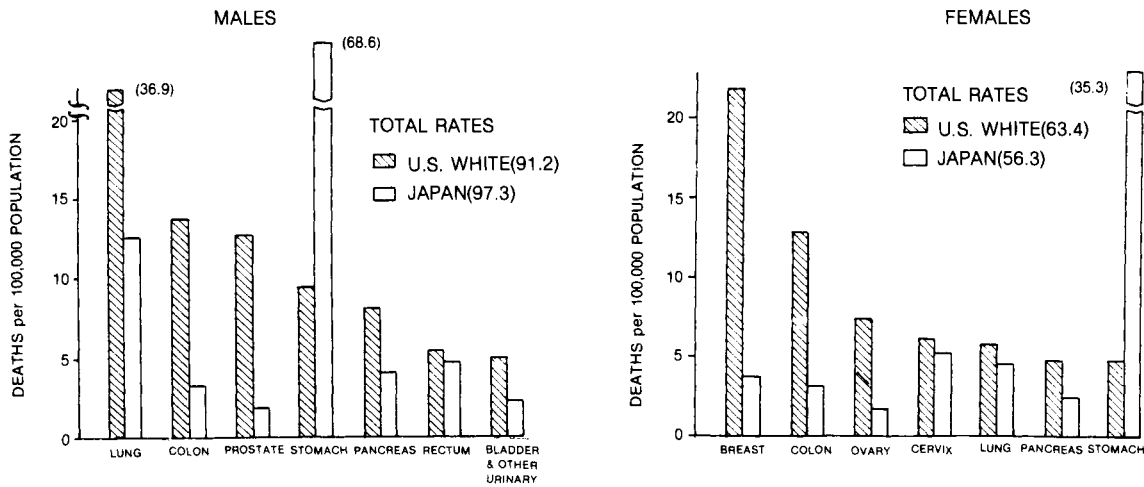 MALES
(68.6)
(36.9)
TOTAL RATES
U.S. WHITE(91.2)
JAPAN(97.3)
DEATHS per 100,000 POPULATION
20
15
10
5
0
LUNG COLON PROSTATE STOMACH PANCREAS RECTUM BLADDER
& OTHER
URINARY
FEMALES
(35.3)
TOTAL RATES
U.S. WHITE(63.4)
JAPAN(56.3)
DEATHS per 100,000 POPULATION
20
15
10
5
0
BREAST COLON OVARY CERVIX LUNG PANCREAS STOMACH